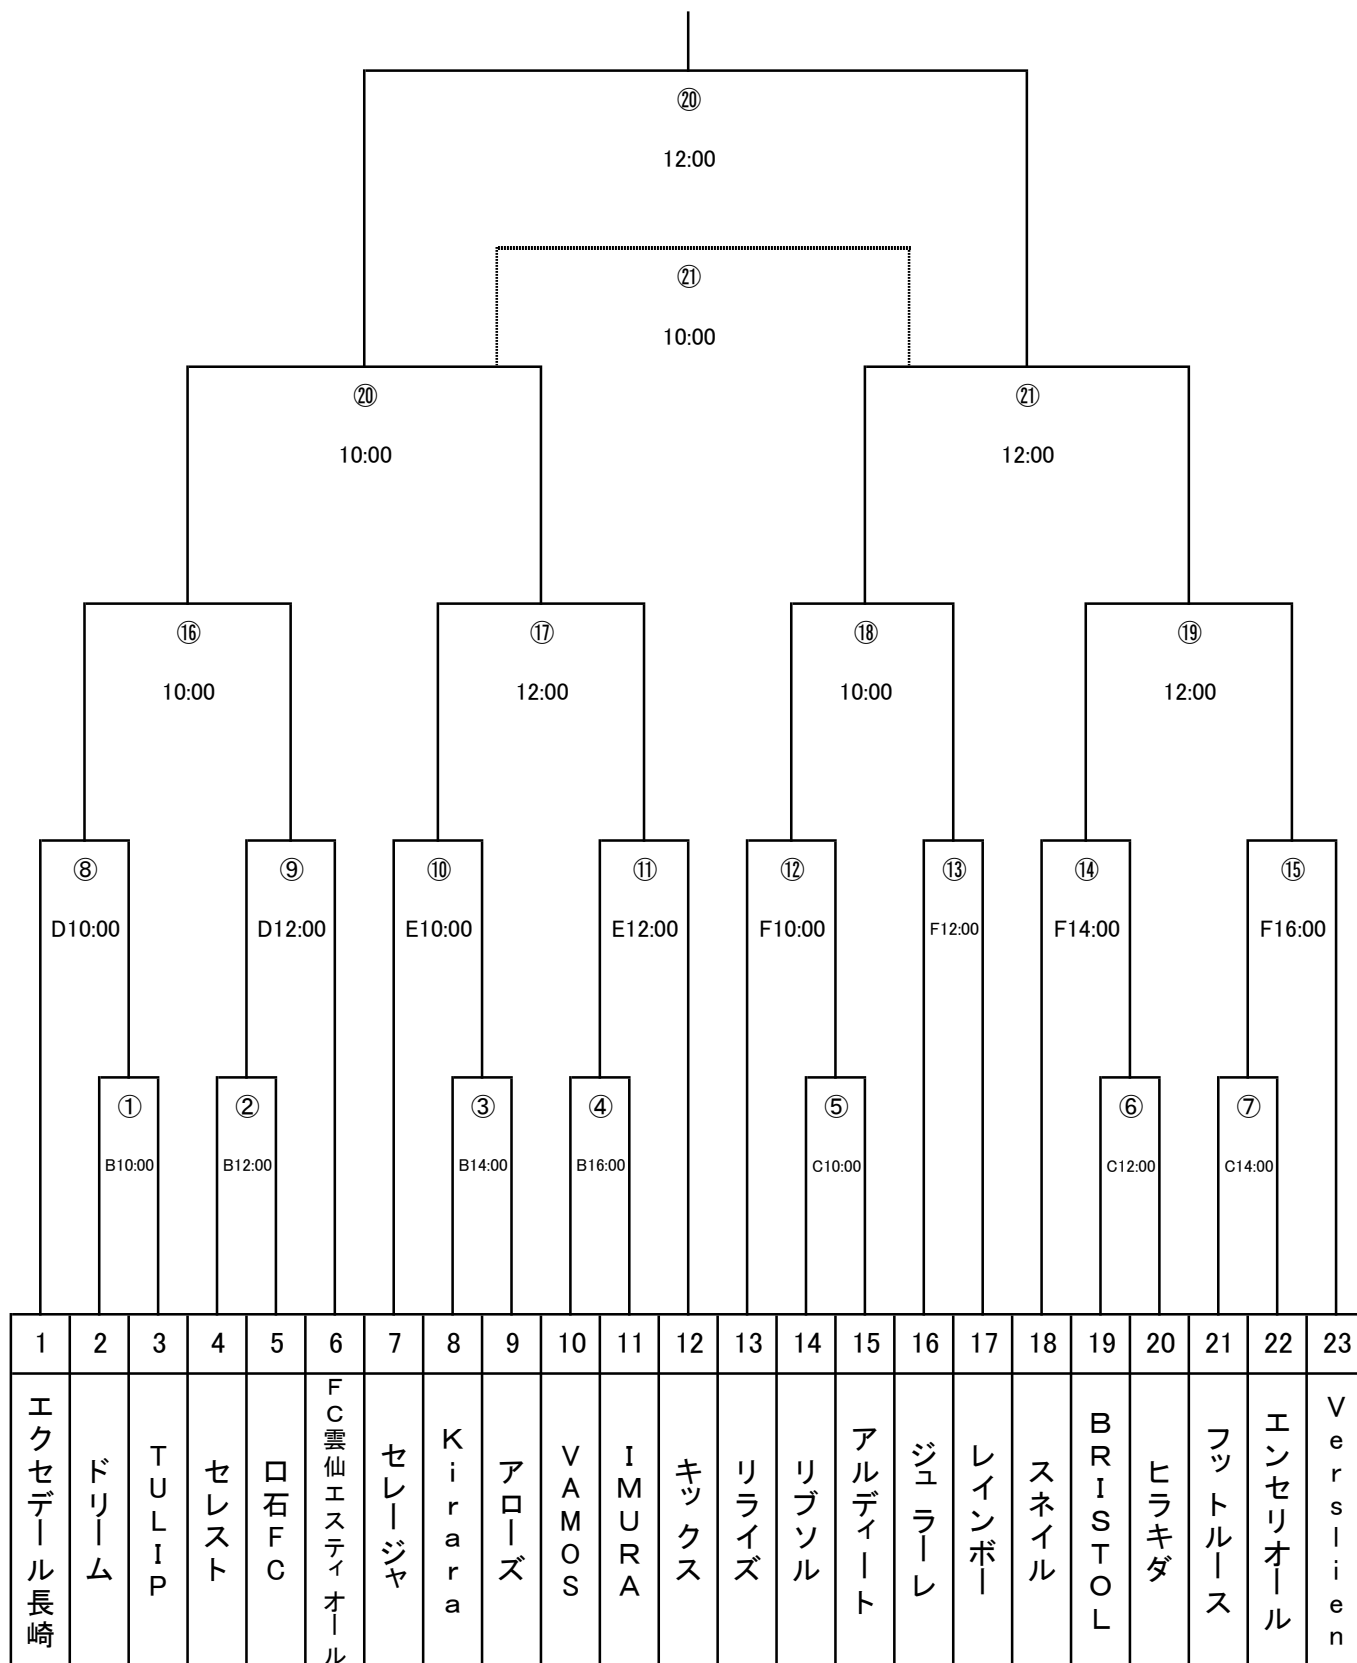 ⑳
12:00
㉑
10:00
⑳
10:00
㉑
12:00
⑯
10:00
⑰
12:00
⑱
10:00
⑲
12:00
⑧
D10:00
⑨
D12:00
⑩
E10:00
⑪
E12:00
⑫
F10:00
⑬
F12:00
⑭
F14:00
⑮
F16:00
①
B10:00
②
B12:00
③
B14:00
④
B16:00
⑤
C10:00
⑥
C12:00
⑦
C14:00
1
エクセデール長崎
2
ドリーム
3
TULIP
4
セレスト
5
口石FC
6
FC雲仙エスティオール
7
セレージャ
8
Kirara
9
アローズ
10
VAMOS
11
IMURA
12
キックス
13
リライズ
14
リブソル
15
アルディート
16
ジュラーレ
17
レインボー
18
スネイル
19
BRISTOL
20
ヒラキダ
21
フットルース
22
エンセリオール
23
Verslien